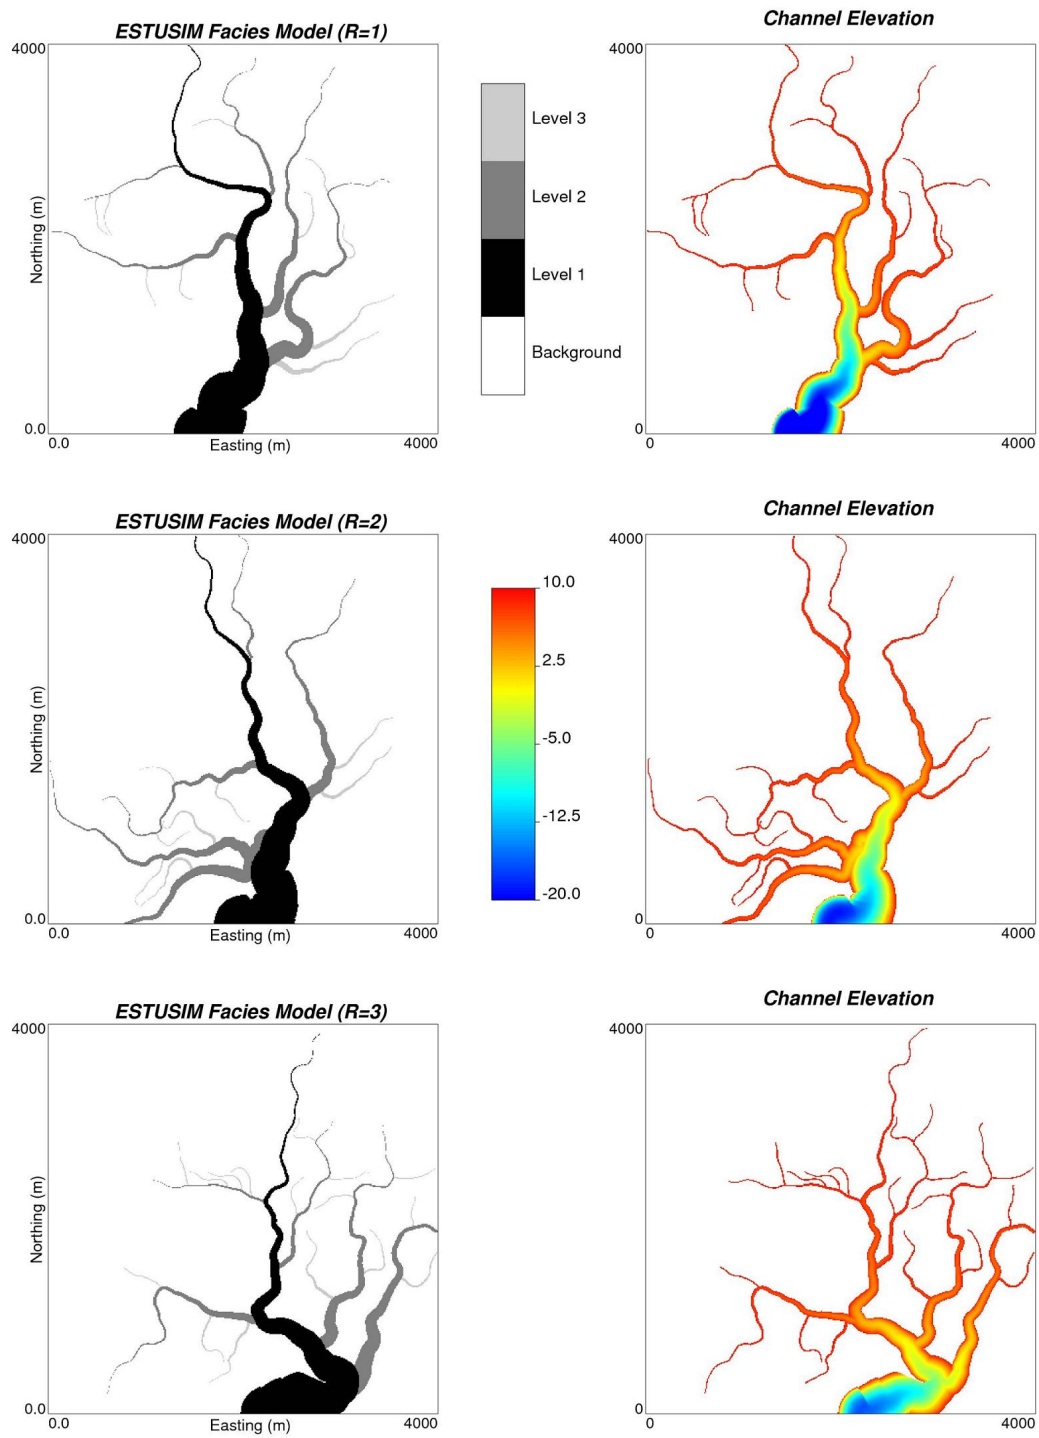 ESTUSIM Facies Model (R=1)
Channel Elevation
4000
4000
Level 3
Level 2
Level 1
Background
Northing (m)
0.0
0
0.0
Easting (m)
4000
0
4000
ESTUSIM Facies Model (R=2)
Channel Elevation
4000
4000
10.0
2.5
-5.0
-12.5
-20.0
Northing (m)
0.0
0
0.0
Easting (m)
4000
0
4000
ESTUSIM Facies Model (R=3)
Channel Elevation
4000
4000
Northing (m)
0.0
0
0.0
Easting (m)
4000
0
4000